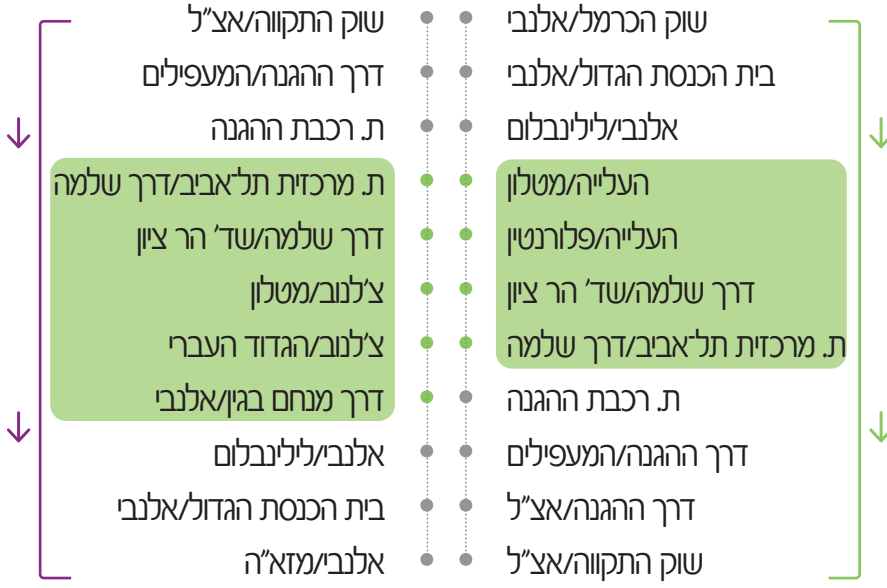 שוק הכרמל/אלנבי
בית הכנסת הגדול/אלנבי
אלנבי/לילינבלום
העלייה/מטלון
העלייה/פלורנטין
דרך שלמה/שד' הר ציון
ת. מרכזית תל־אביב/דרך שלמה
ת. רכבת ההגנה
דרך ההגנה/המעפילים
דרך ההגנה/אצ"ל
שוק התקווה/אצ"ל
שוק התקווה/אצ"ל
דרך ההגנה/המעפילים
ת. רכבת ההגנה
ת. מרכזית תל־אביב/דרך שלמה
דרך שלמה/שד' הר ציון
צ'לנוב/מטלון
צ'לנוב/הגדוד העברי
דרך מנחם בגין/אלנבי
אלנבי/לילינבלום
בית הכנסת הגדול/אלנבי
אלנבי/מזא"ה